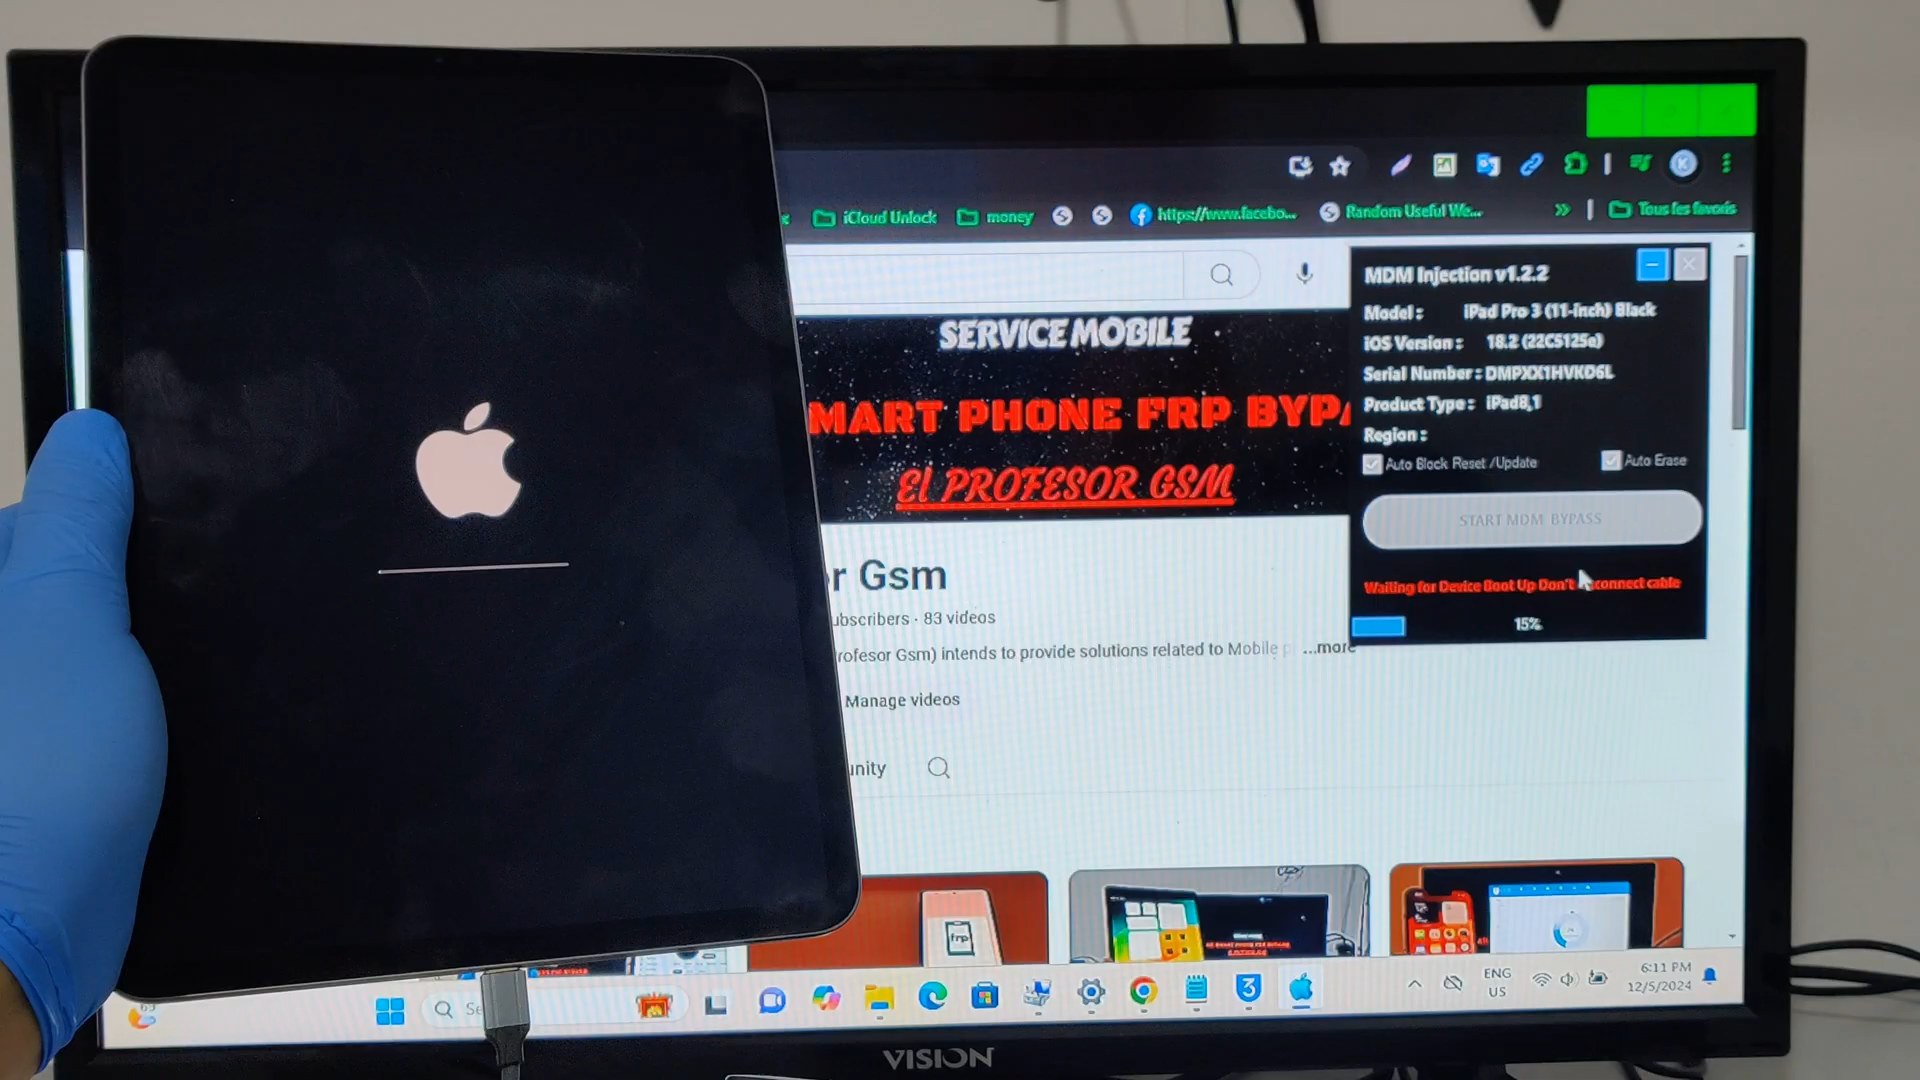 iCloud Unlock
money
https://www.facebo...
Random Useful We...
Tous les favoris
SERVICE MOBILE
MART PHONE FRP BYPA
El PROFESOR GSM
r Gsm
ubscribers · 83 videos
rofesor Gsm) intends to provide solutions related to Mobile p
...more
Manage videos
unity
MDM Injection v1.2.2
Model : iPad Pro 3 (11-inch) Black
iOS Version : 18.2 (22C5125e)
Serial Number : DMPXX1HVKD6L
Product Type : iPad8,1
Region :
Auto Block Reset /Update
Auto Erase
START MDM BYPASS
Waiting for Device Boot Up Don't connect cable
15%
frp
Se
ENG
US
6:11 PM
12/5/2024
VISION